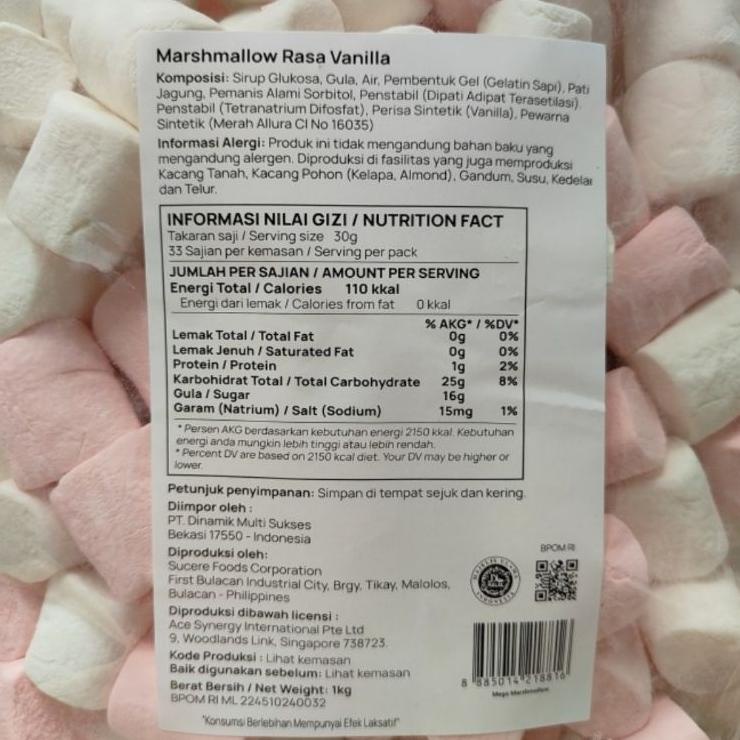 Marshmallow Rasa Vanilla
Komposisi: Sirup Glukosa, Gula, Air, Pembentuk Gel (Gelatin Sapi), Pati
Jagung, Pemanis Alami Sorbitol, Penstabil (Dipati Adipat Terasetilasi),
Penstabil (Tetranatrium Difosfat), Perisa Sintetik (Vanilla), Pewarna
Sintetik (Merah Allura CI No 16035)
Informasi Alergi: Produk ini tidak mengandung bahan baku yang
mengandung alergen. Diproduksi di fasilitas yang juga memproduksi
Kacang Tanah, Kacang Pohon (Kelapa, Almond), Gandum, Susu, Kedelai
dan Telur.
INFORMASI NILAI GIZI / NUTRITION FACT
Takaran saji / Serving size 30g
33 Sajian per kemasan / Serving per pack
JUMLAH PER SAJIAN / AMOUNT PER SERVING
Energi Total / Calories 110 kkal
Energi dari lemak / Calories from fat 0 kkal
% AKG* / %DV*
Lemak Total / Total Fat 0g 0%
Lemak Jenuh / Saturated Fat 0g 0%
Protein / Protein 1g 2%
Karbohidrat Total / Total Carbohydrate 25g 8%
Gula / Sugar 16g
Garam (Natrium) / Salt (Sodium) 15mg 1%
* Persen AKG berdasarkan kebutuhan energi 2150 kkal. Kebutuhan
energi anda mungkin lebih tinggi atau lebih rendah.
* Percent DV are based on 2150 kcal diet. Your DV may be higher or
lower.
Petunjuk penyimpanan: Simpan di tempat sejuk dan kering.
Diimpor oleh :
PT. Dinamik Multi Sukses
Bekasi 17550 - Indonesia
Diproduksi oleh:
Sucere Foods Corporation
First Bulacan Industrial City, Brgy, Tikay, Malolos,
Bulacan - Philippines
Diproduksi dibawah licensi :
Ace Synergy International Pte Ltd
9, Woodlands Link, Singapore 738723.
Kode Produksi : Lihat kemasan
Baik digunakan sebelum: Lihat kemasan
Berat Bersih / Net Weight: 1kg
BPOM RI ML 224510240032
"Konsumsi Berlebihan Mempunyai Efek Laksatif"
BPOM RI
MAJELIS ULAMA
INDONESIA
8 885014 218816
Mega Marshmallow